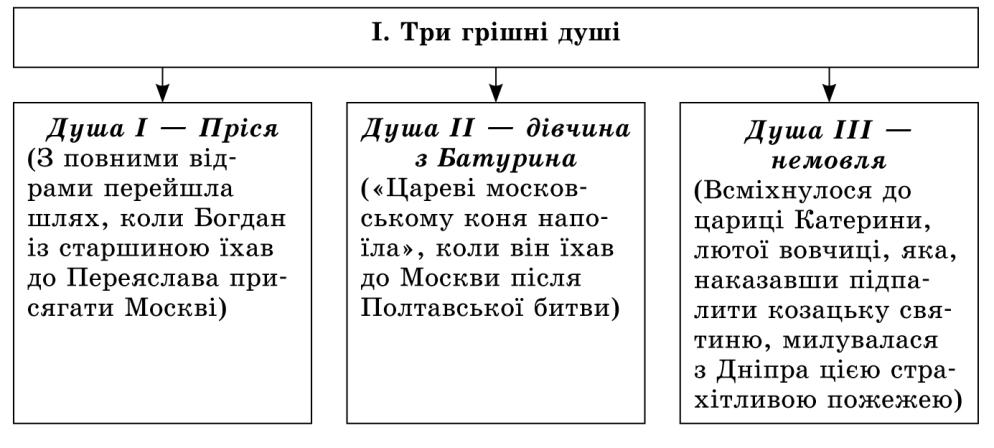 І. Три грішні душі
Душа І — Пріся
(З повними від-
рами перейшла
шлях, коли Богдан
із старшиною їхав
до Переяслава при-
сягати Москві)
Душа ІІ — дівчина
з Батурина
(«Цареві москов-
ському коня напо-
їла», коли він їхав
до Москви після
Полтавської битви)
Душа ІІІ —
немовля
(Всміхнулося до
цариці Катерини,
лютої вовчиці, яка,
наказавши підпа-
лити козацьку свя-
тиню, милувалася
з Дніпра цією стра-
хітливою пожежею)